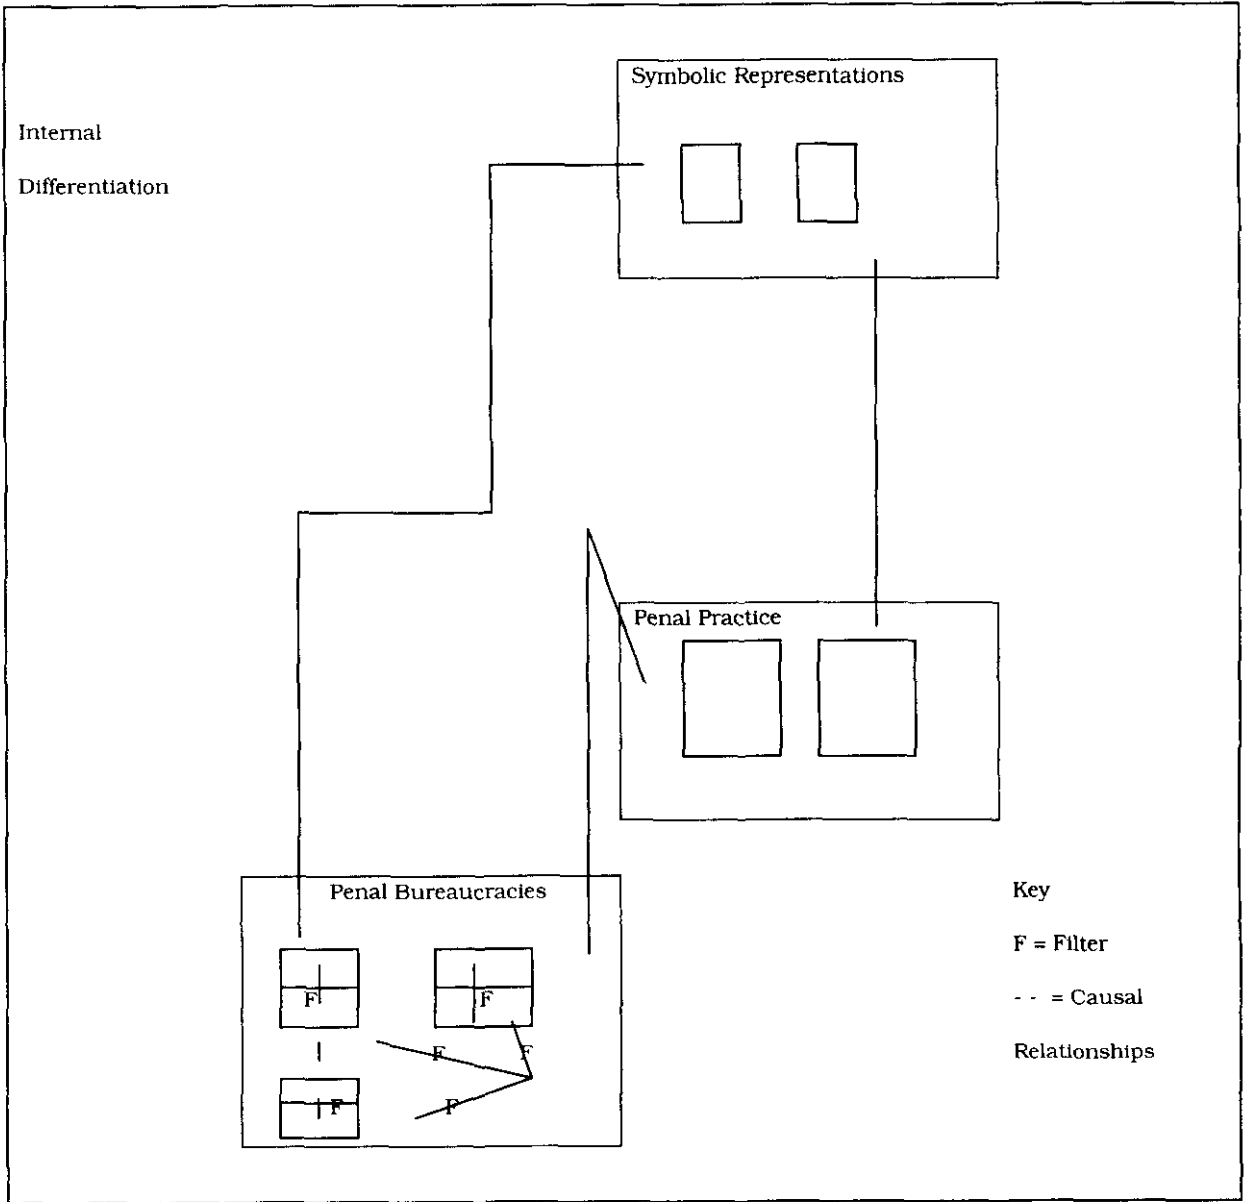 Symbolic Representations
Internal
Differentiation
Penal Practice
Penal Bureaucracies
Key
F = Filter
- - = Causal
Relationships
F
F
F
F
F
F